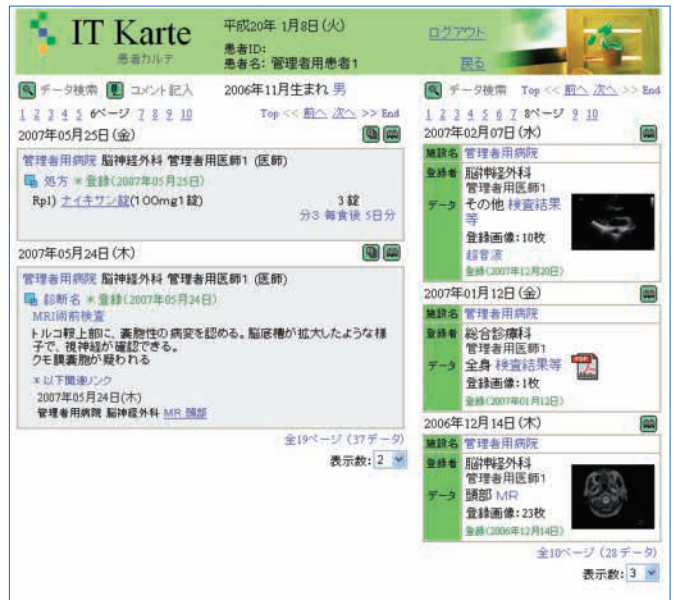 IT Karte
患者カルテ
平成20年 1月8日(火)
患者ID:
患者名: 管理者用患者1
ログアウト
戻る
データ検索 コメント記入
2006年11月生まれ 男
1 2 3 4 5 6ページ 7 8 9 10
Top << 前へ 次へ >> End
2007年05月25日(金)
管理者用病院 脳神経外科 管理者用医師1 (医師)
処方 *登録(2007年05月25日)
Rp1) ナイキサン錠(100mg1錠) 3錠
分3 毎食後 5日分
2007年05月24日(木)
管理者用病院 脳神経外科 管理者用医師1 (医師)
診断名 *登録(2007年05月24日)
MRI術前検査
トルコ鞍上部に、嚢胞性の病変を認める。脳底槽が拡大したような様
子で、視神経が確認できる。
クモ膜嚢胞が疑われる
*以下関連リンク
2007年05月24日(木)
管理者用病院 脳神経外科 MR 頭部
全19ページ (37データ)
表示数: 2
データ検索 Top << 前へ 次へ >> End
1 2 3 4 5 6 7 8ページ 9 10
2007年02月07日(水)
施設名 管理者用病院
登録者 脳神経外科
管理者用医師1
データ その他 検査結果
等
登録画像:10枚
超音波
登録(2007年12月20日)
2007年01月12日(金)
施設名 管理者用病院
登録者 総合診療科
管理者用医師1
データ 全身 検査結果等
登録画像:1枚
登録(2007年01月12日)
2006年12月14日(木)
施設名 管理者用病院
登録者 脳神経外科
管理者用医師1
データ 頭部 MR
登録画像:23枚
登録(2006年12月14日)
全10ページ (28データ)
表示数: 3